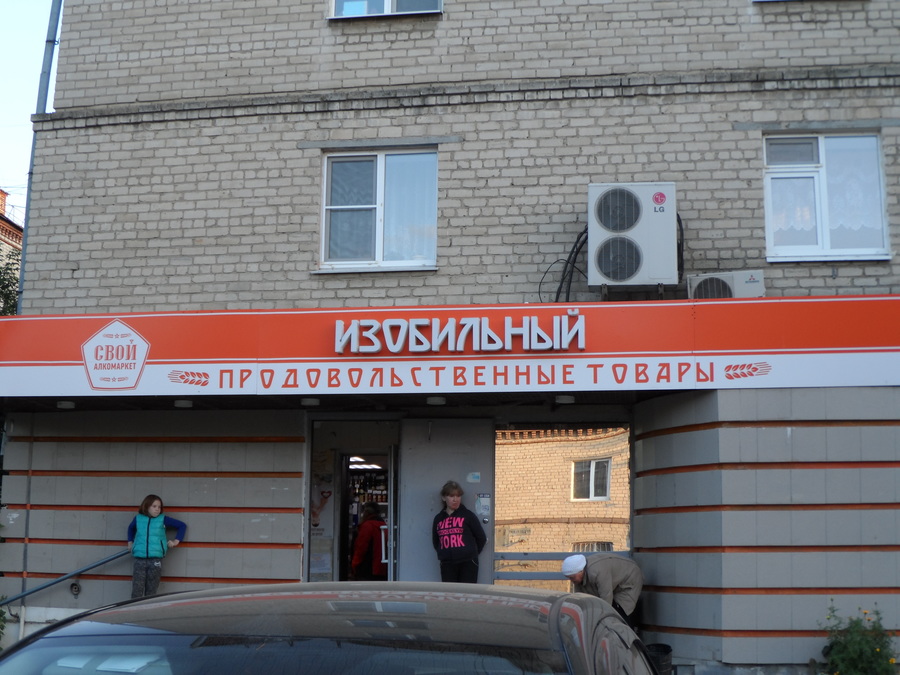 LG
ИЗОБИЛЬНЫЙ
СВОЙ
АЛКОМАРКЕТ
ПРОДОВОЛЬСТВЕННЫЕ ТОВАРЫ
NEW
YORK